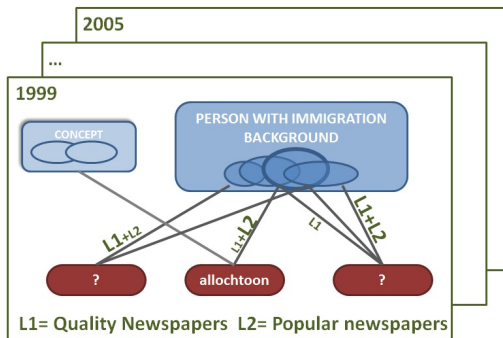 2005
...
1999
CONCEPT
PERSON WITH IMMIGRATION
BACKGROUND
L1+L2
L1+L2
L1
L1+L2
?
allochtoon
?
L1= Quality Newspapers L2= Popular newspapers